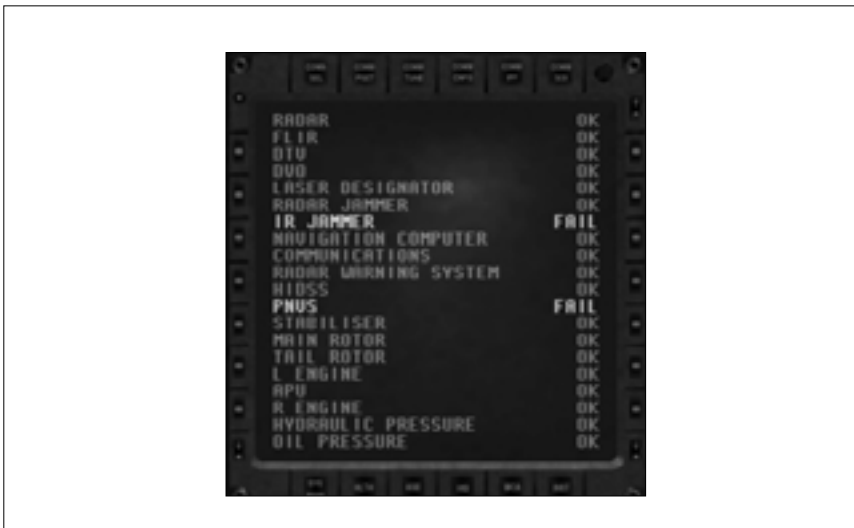 RADAR OK
FLIR OK
DTV OK
DVO OK
LASER DESIGNATOR OK
RADAR JAMMER OK
IR JAMMER FAIL
NAVIGATION COMPUTER OK
COMMUNICATIONS OK
RADAR WARNING SYSTEM OK
HIDSS OK
PNVS FAIL
STABILISER OK
MAIN ROTOR OK
TAIL ROTOR OK
L ENGINE OK
APU OK
R ENGINE OK
HYDRAULIC PRESSURE OK
OIL PRESSURE OK